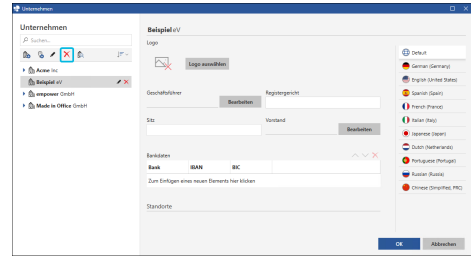 Unternehmen
Unternehmen
Suchen...
Acme Inc
Beispiel eV
empower GmbH
Made in Office GmbH
Beispiel eV
Logo
Logo auswählen
Geschäftsführer
Registergericht
Bearbeiten
Sitz
Vorstand
Bearbeiten
Bankdaten
Bank IBAN BIC
Zum Einfügen eines neuen Elements hier klicken
Standorte
Default
German (Germany)
English (United States)
Spanish (Spain)
French (France)
Italian (Italy)
Japanese (Japan)
Dutch (Netherlands)
Portuguese (Portugal)
Russian (Russia)
Chinese (Simplified, PRC)
OK Abbrechen